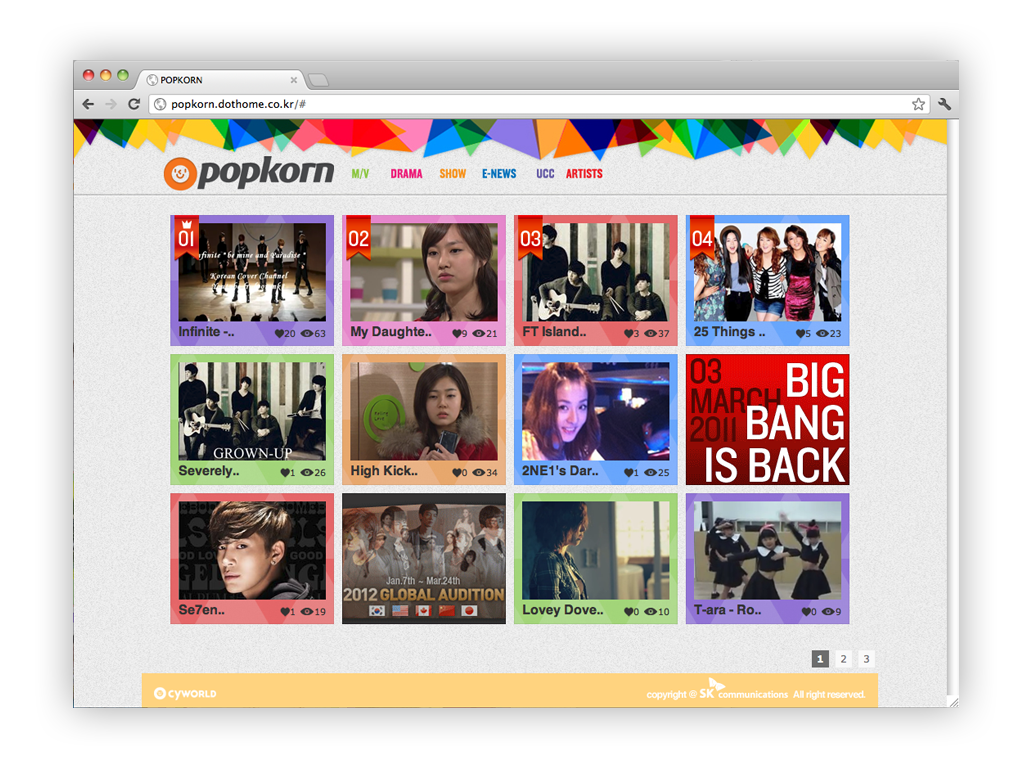 POPKORN
popkorn.dothome.co.kr/#
popkorn M/V DRAMA SHOW E-NEWS UCC ARTISTS
01
Infinite * be mine and Paradise *
Korean Cover Channel
Infinite -.. 20 63
02
My Daughte.. 9 21
03
FT Island.. 3 37
04
25 Things .. 5 23
GROWN-UP
Severely.. 1 26
High Kick.. 0 34
2NE1's Dar.. 1 25
03
MARCH
2011
BIG
BANG
IS BACK
Se7en.. 1 19
Jan.7th ~ Mar.24th
2012 GLOBAL AUDITION
Lovey Dove.. 0 10
T-ara - Ro.. 0 9
1 2 3
CYWORLD
copyright @ SK communications All right reserved.